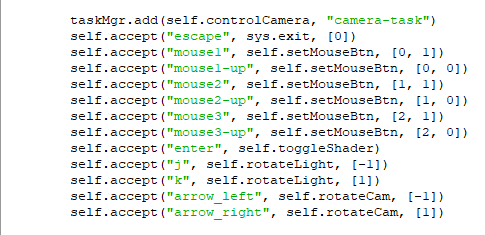 taskMgr.add(self.controlCamera, "camera-task")
self.accept("escape", sys.exit, [0])
self.accept("mouse1", self.setMouseBtn, [0, 1])
self.accept("mouse1-up", self.setMouseBtn, [0, 0])
self.accept("mouse2", self.setMouseBtn, [1, 1])
self.accept("mouse2-up", self.setMouseBtn, [1, 0])
self.accept("mouse3", self.setMouseBtn, [2, 1])
self.accept("mouse3-up", self.setMouseBtn, [2, 0])
self.accept("enter", self.toggleShader)
self.accept("j", self.rotateLight, [-1])
self.accept("k", self.rotateLight, [1])
self.accept("arrow_left", self.rotateCam, [-1])
self.accept("arrow_right", self.rotateCam, [1])